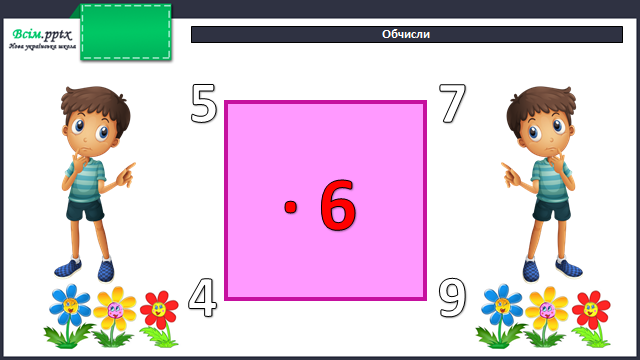 Всім.pptx
Нова українська школа
Обчисли
5
7
· 6
4
9